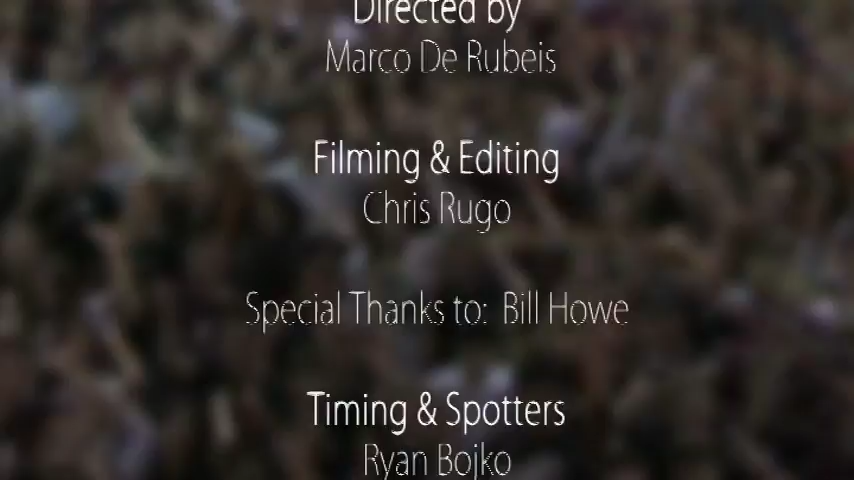 Directed by
Marco De Rubeis
Filming & Editing
Chris Rugo
Special Thanks to: Bill Howe
Timing & Spotters
Ryan Bojko